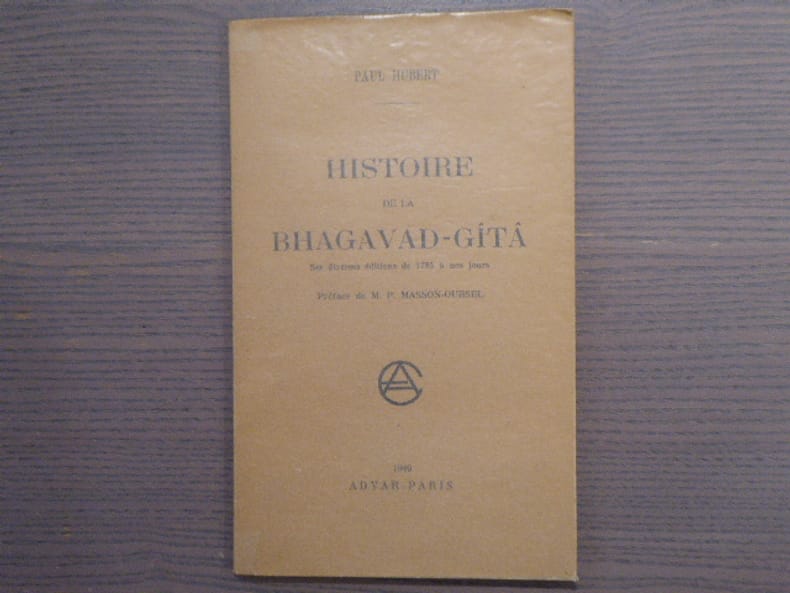 PAUL HUBERT
HISTOIRE
DE LA
BHAGAVAD-GÎTÂ
Ses diverses éditions de 1785 à nos jours
Préface de M. P. MASSON-OURSEL
AC
ADYAR-PARIS